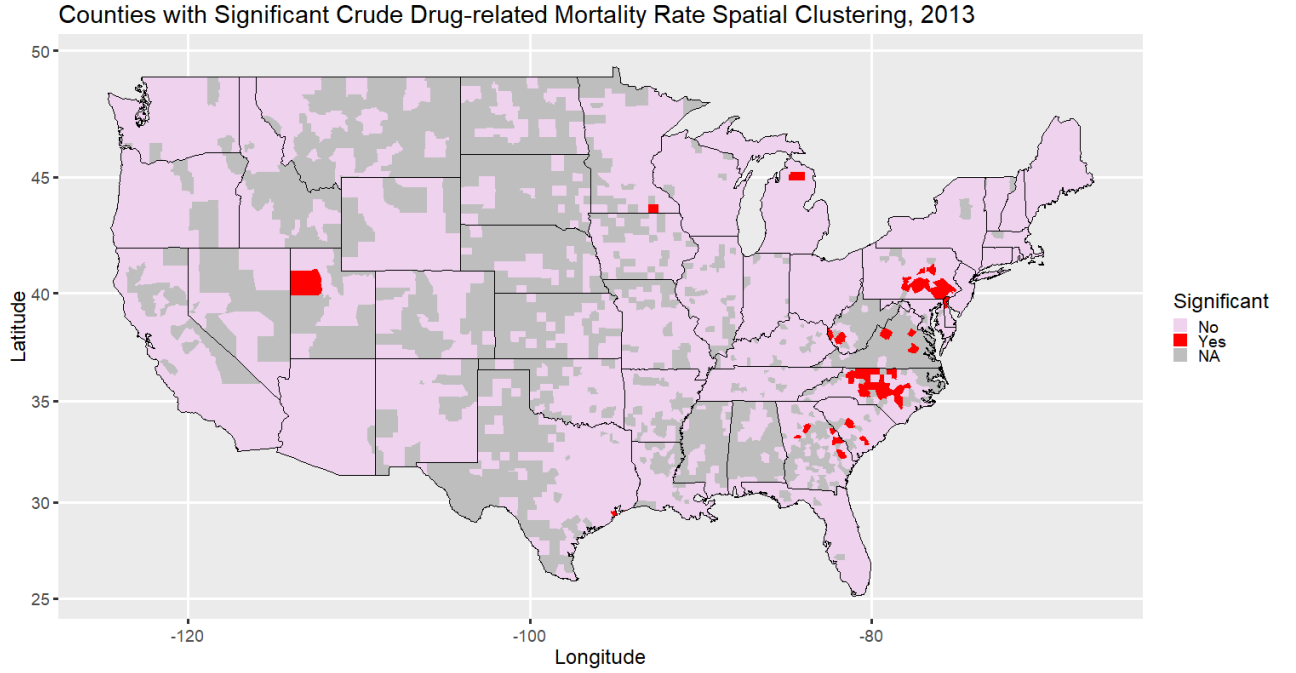 Counties with Significant Crude Drug-related Mortality Rate Spatial Clustering, 2013
50
45
40
35
30
25
Latitude
-120
-100
-80
Longitude
Significant
No
Yes
NA